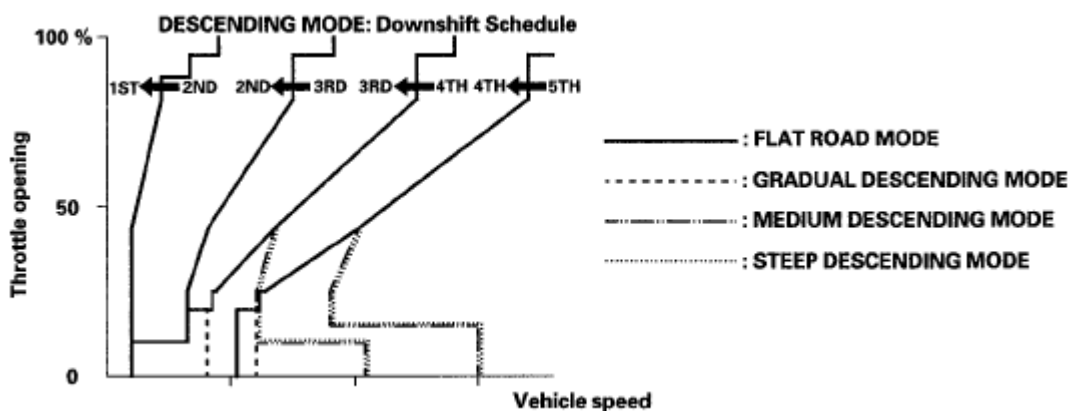 DESCENDING MODE: Downshift Schedule
100 %
1ST 2ND 2ND 3RD 3RD 4TH 4TH 5TH
Throttle opening
50
0
Vehicle speed
: FLAT ROAD MODE
: GRADUAL DESCENDING MODE
: MEDIUM DESCENDING MODE
: STEEP DESCENDING MODE